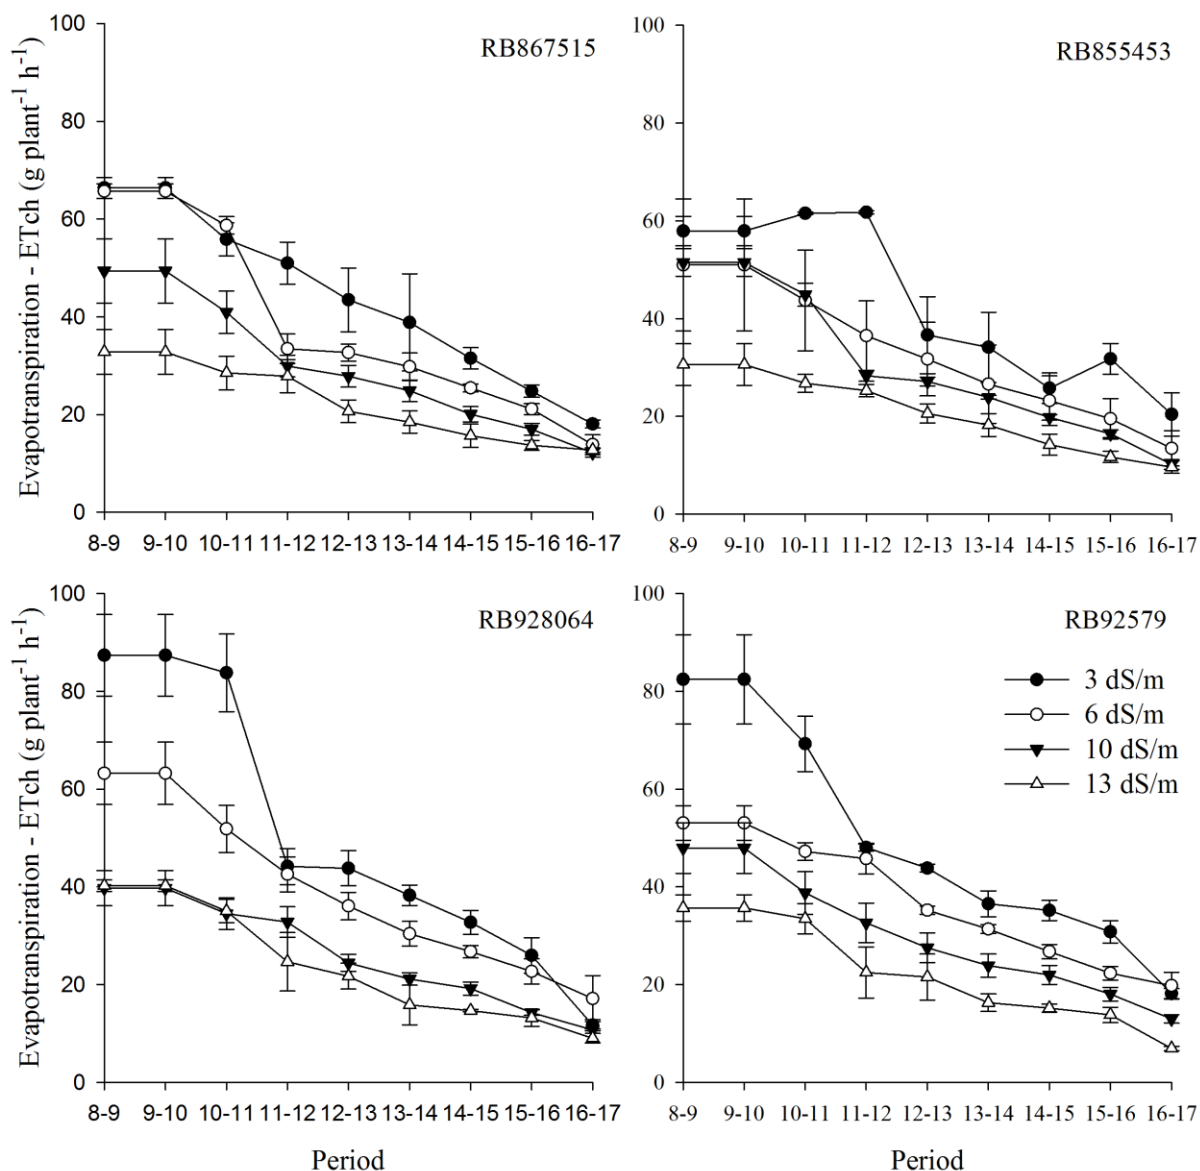 Evapotranspiration - ETch (g plant⁻¹ h⁻¹)
100
80
60
40
20
0
RB867515
8-9 9-10 10-11 11-12 12-13 13-14 14-15 15-16 16-17
100
80
60
40
20
0
RB855453
8-9 9-10 10-11 11-12 12-13 13-14 14-15 15-16 16-17
Evapotranspiration - ETch (g plant⁻¹ h⁻¹)
100
80
60
40
20
0
RB928064
8-9 9-10 10-11 11-12 12-13 13-14 14-15 15-16 16-17
Period
100
80
60
40
20
0
RB92579
3 dS/m
6 dS/m
10 dS/m
13 dS/m
8-9 9-10 10-11 11-12 12-13 13-14 14-15 15-16 16-17
Period